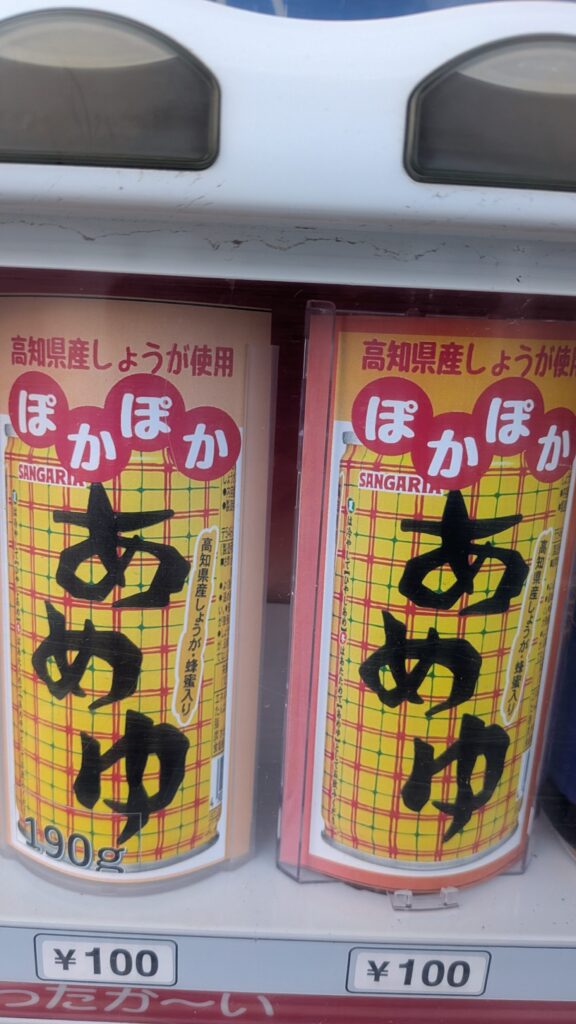 高知県産しょうが使用
ぽかぽか
SANGARIA
あめゆ
高知県産しょうが・蜂蜜入り
190g
¥100
高知県産しょうが使用
ぽかぽか
SANGARIA
あめゆ
高知県産しょうが・蜂蜜入り
¥100
ったか〜い